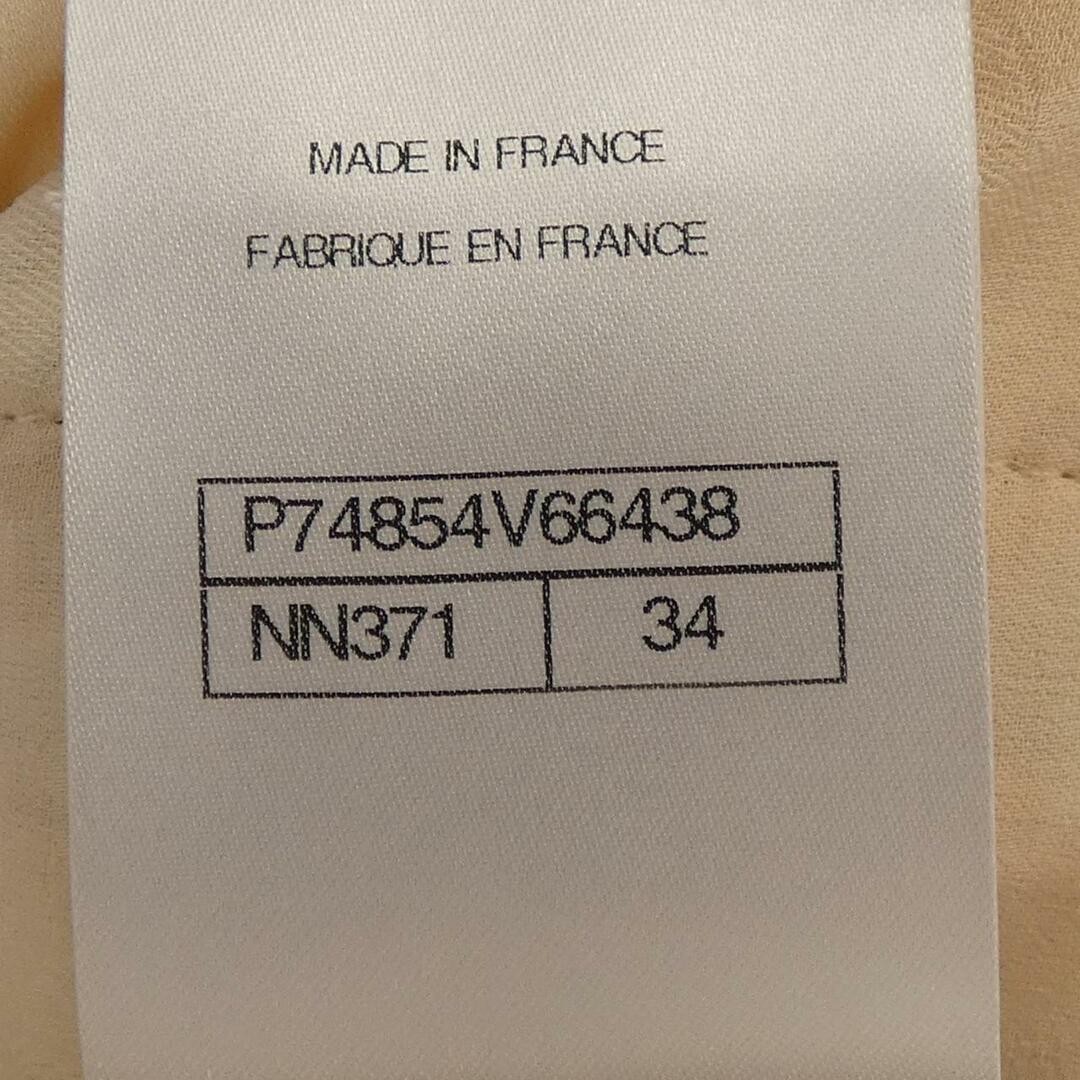 MADE IN FRANCE
FABRIQUE EN FRANCE
P74854V66438
NN371 34